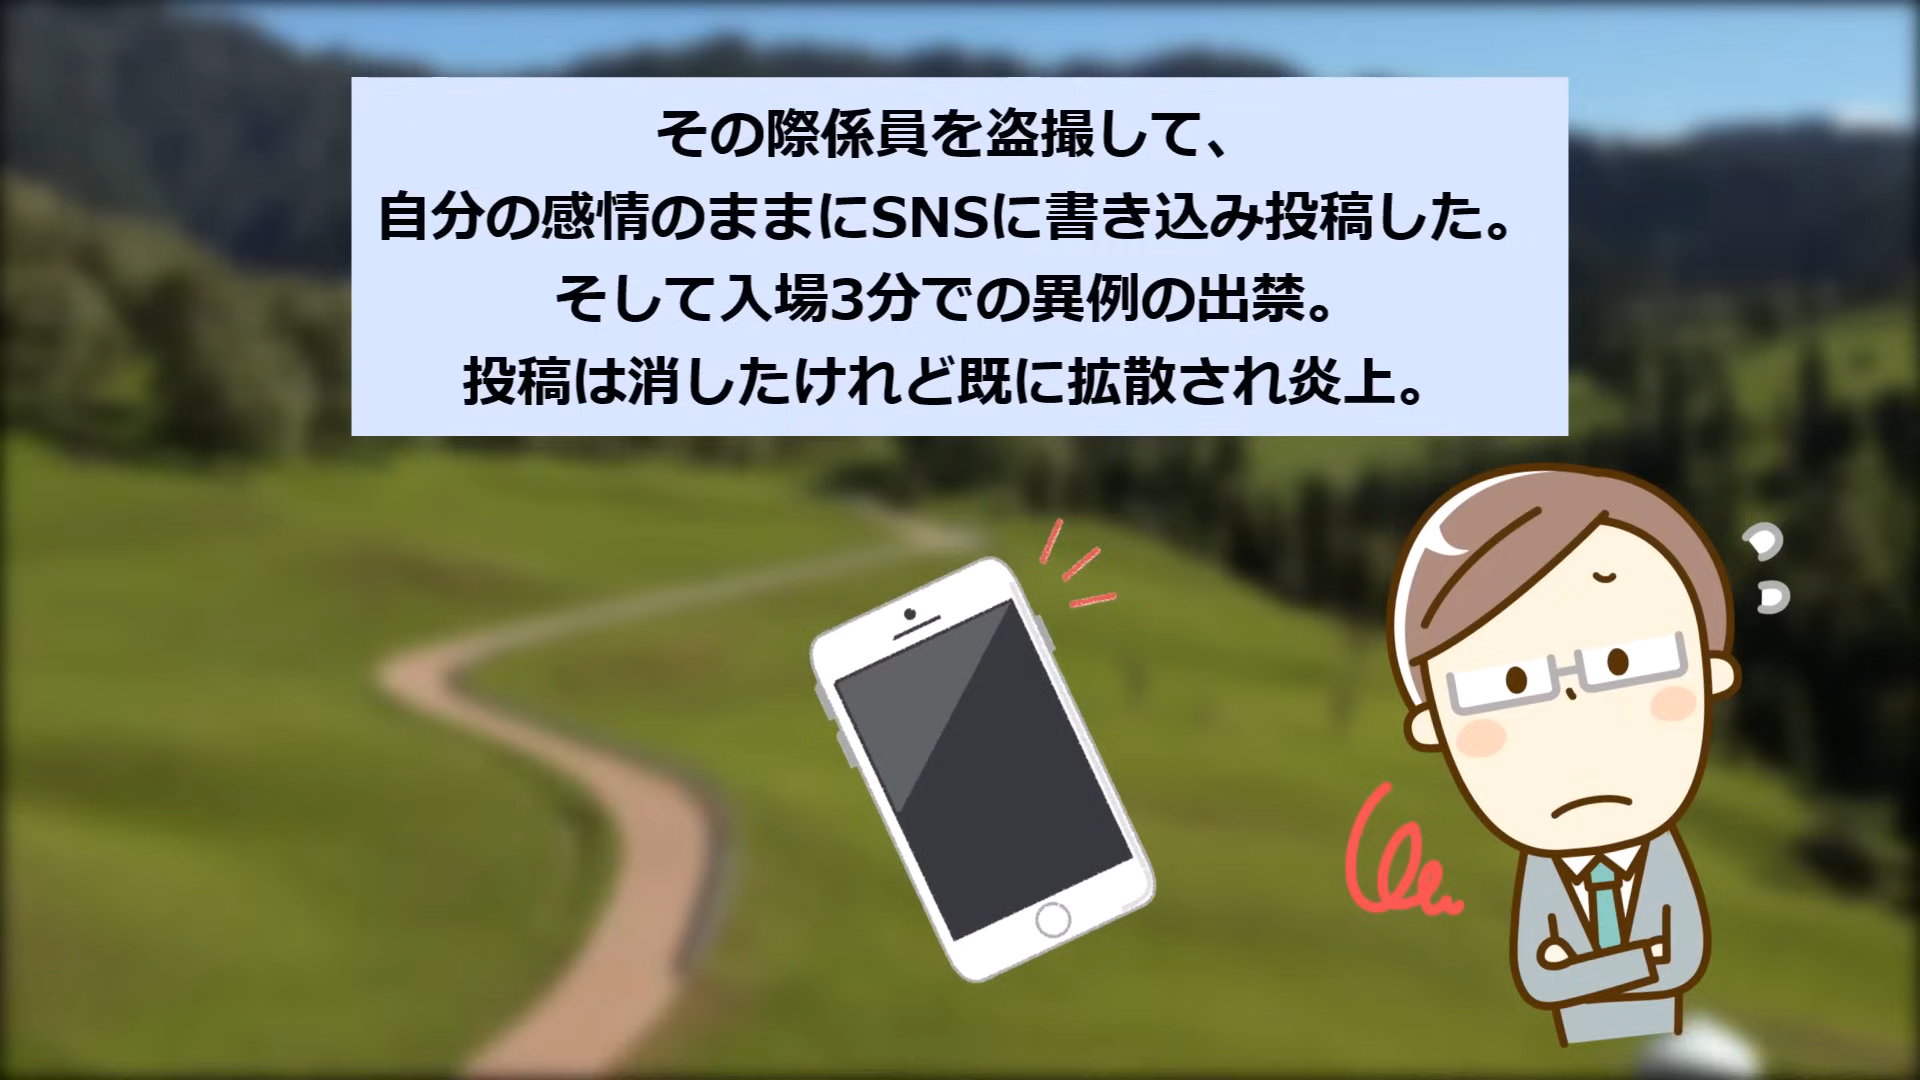 その際係員を盗撮して、
自分の感情のままにSNSに書き込み投稿した。
そして入場3分での異例の出禁。
投稿は消したけれど既に拡散され炎上。